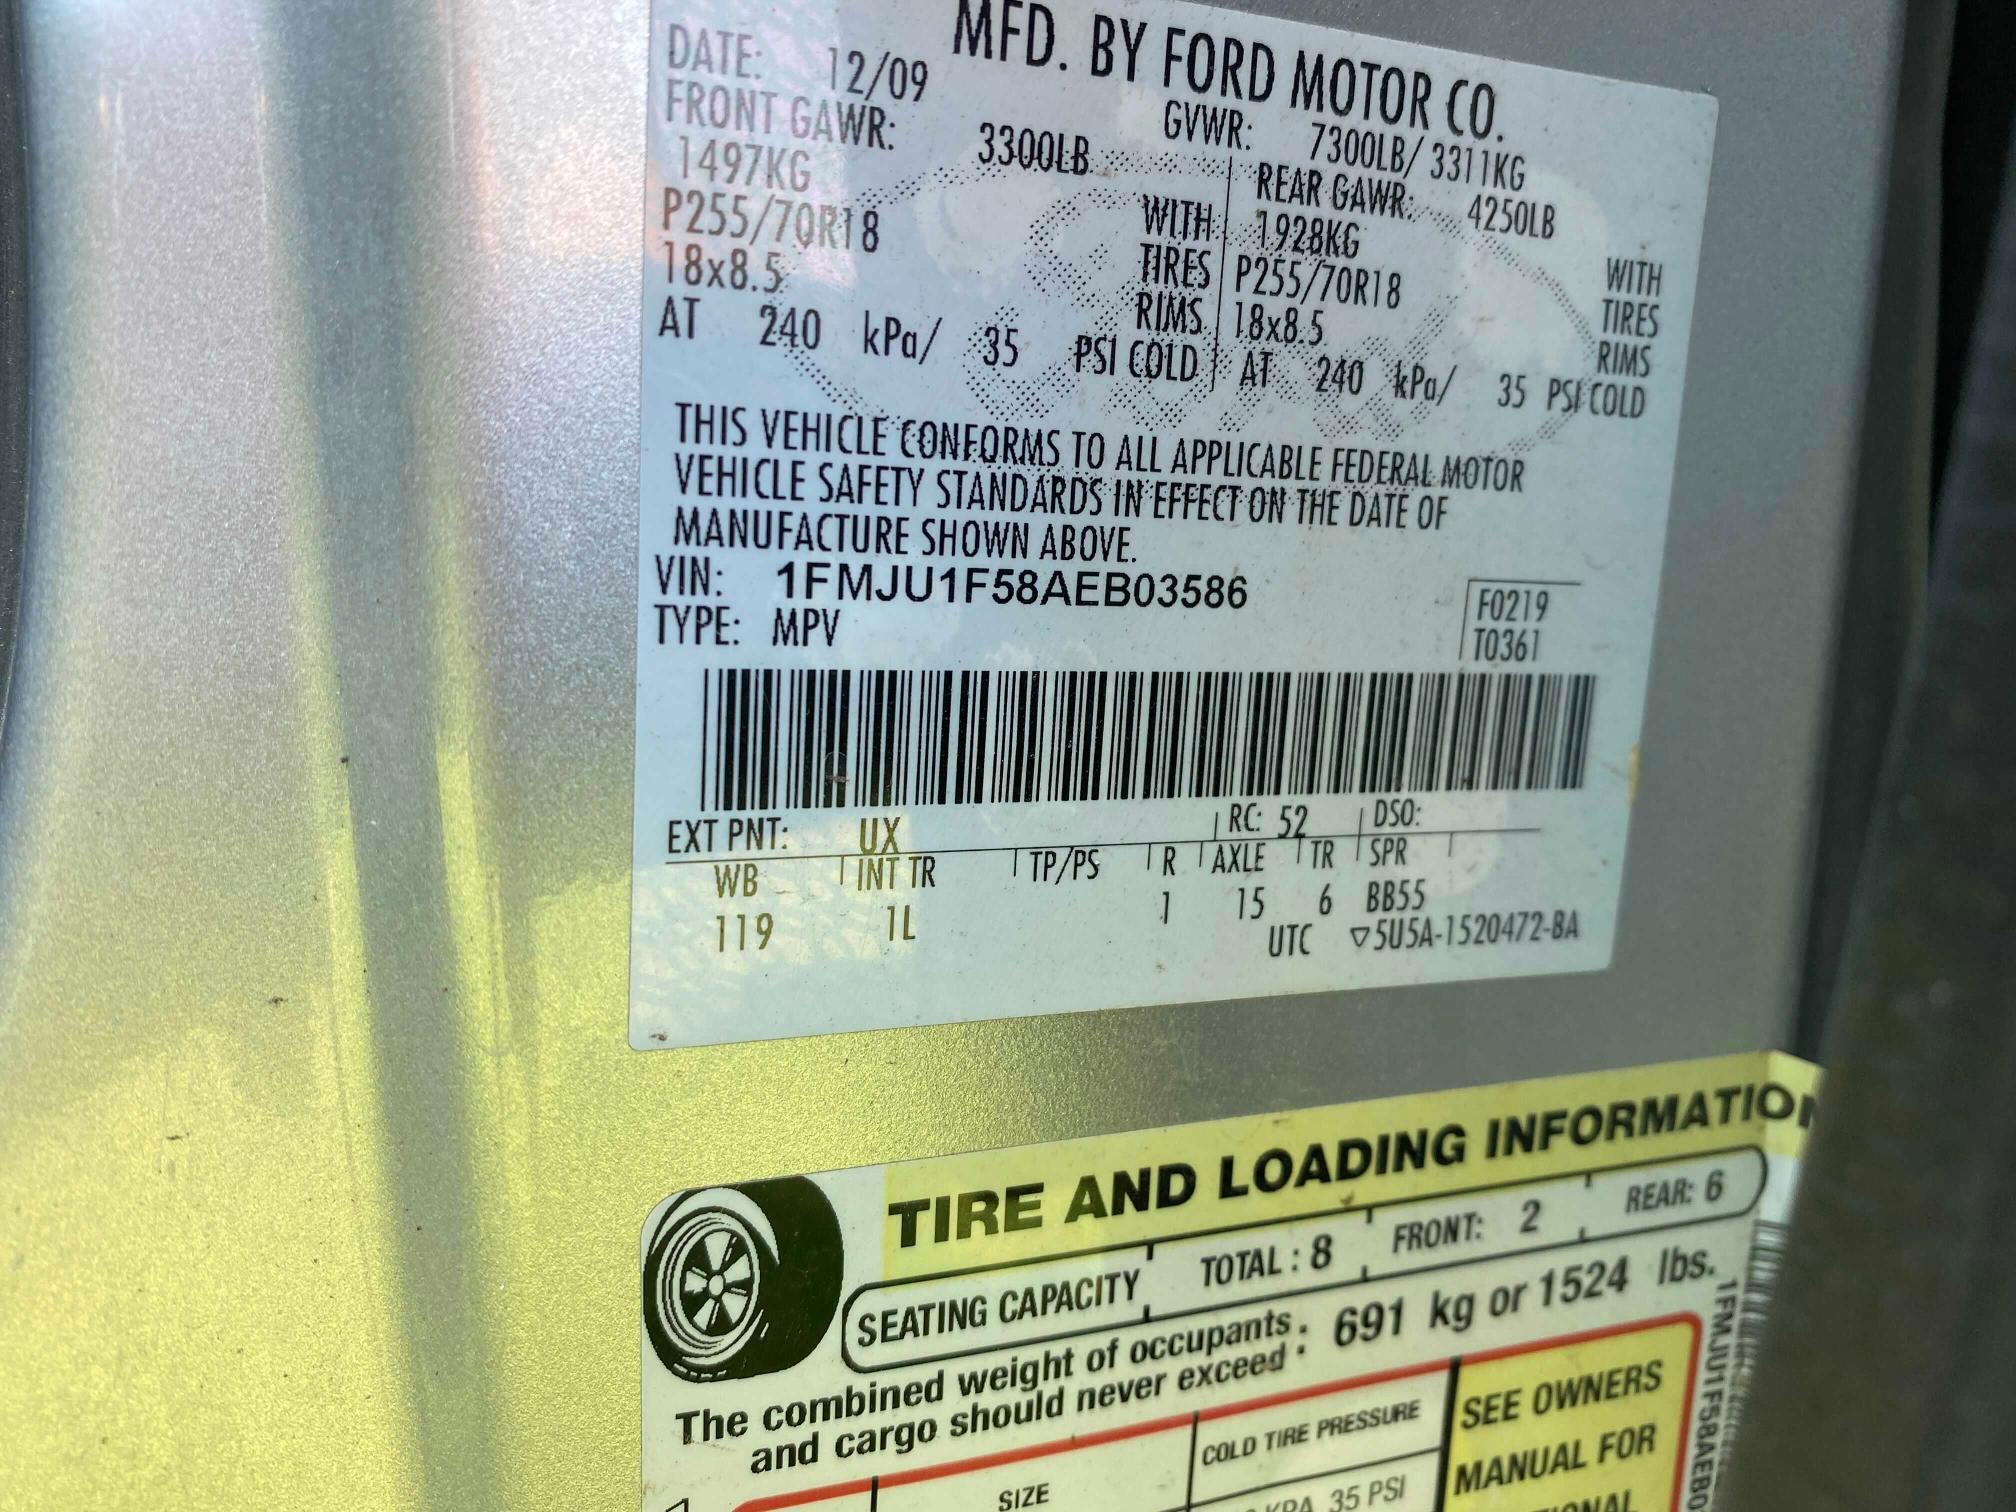 MFD. BY FORD MOTOR CO.
DATE: 12/09 GVWR: 7300LB/ 3311KG
FRONT GAWR: 3300LB REAR GAWR: 4250LB
1497KG WITH 1928KG WITH
P255/70R18 TIRES P255/70R18 TIRES
18x8.5 RIMS 18x8.5 RIMS
AT 240 kPa/ 35 PSI COLD AT 240 kPa/ 35 PSI COLD
THIS VEHICLE CONFORMS TO ALL APPLICABLE FEDERAL MOTOR
VEHICLE SAFETY STANDARDS IN EFFECT ON THE DATE OF
MANUFACTURE SHOWN ABOVE.
VIN: 1FMJU1F58AEB03586 F0219
TYPE: MPV T0361
EXT PNT: UX RC: 52 DSO:
WB INT TR TP/PS R AXLE TR SPR
119 1L 1 15 6 BB55
UTC ▽5U5A-1520472-BA
TIRE AND LOADING INFORMATION
SEATING CAPACITY TOTAL : 8 FRONT: 2 REAR: 6
The combined weight of occupants
and cargo should never exceed : 691 kg or 1524 lbs.
SIZE COLD TIRE PRESSURE SEE OWNERS
MANUAL FOR
KPA, 35 PSI
1FMJU1F58AEB0